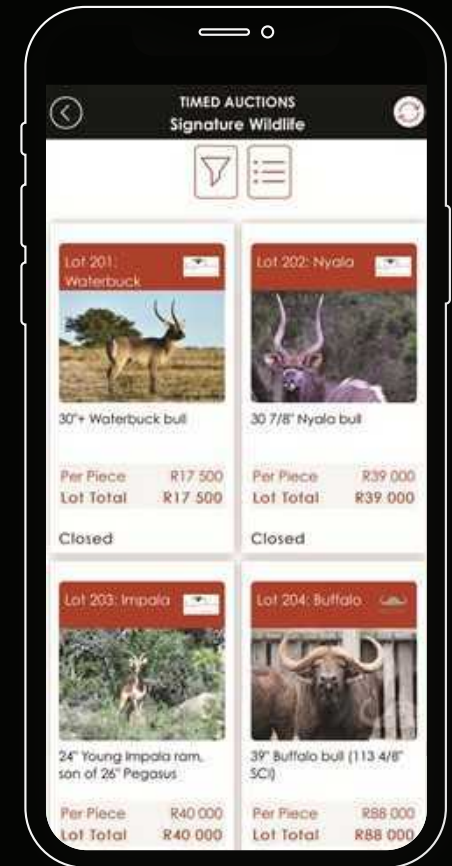 TIMED AUCTIONS
Signature Wildlife
Lot 201:
Waterbuck
Lot 202: Nyala
30"+ Waterbuck bull
30 7/8" Nyala bull
Per Piece R17 500
Lot Total R17 500
Per Piece R39 000
Lot Total R39 000
Closed
Closed
Lot 203: Impala
Lot 204: Buffalo
24" Young Impala ram,
son of 26" Pegasus
39" Buffalo bull (113 4/8"
SCI)
Per Piece R40 000
Lot Total R40 000
Per Piece R88 000
Lot Total R88 000